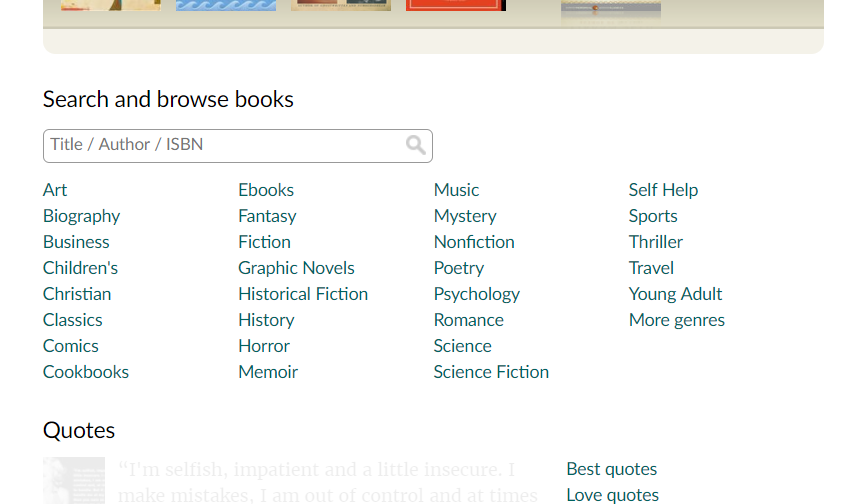 Search and browse books
Title / Author / ISBN
Art
Biography
Business
Children's
Christian
Classics
Comics
Cookbooks
Ebooks
Fantasy
Fiction
Graphic Novels
Historical Fiction
History
Horror
Memoir
Music
Mystery
Nonfiction
Poetry
Psychology
Romance
Science
Science Fiction
Self Help
Sports
Thriller
Travel
Young Adult
More genres
Quotes
“I'm selfish, impatient and a little insecure. I
make mistakes, I am out of control and at times
Best quotes
Love quotes